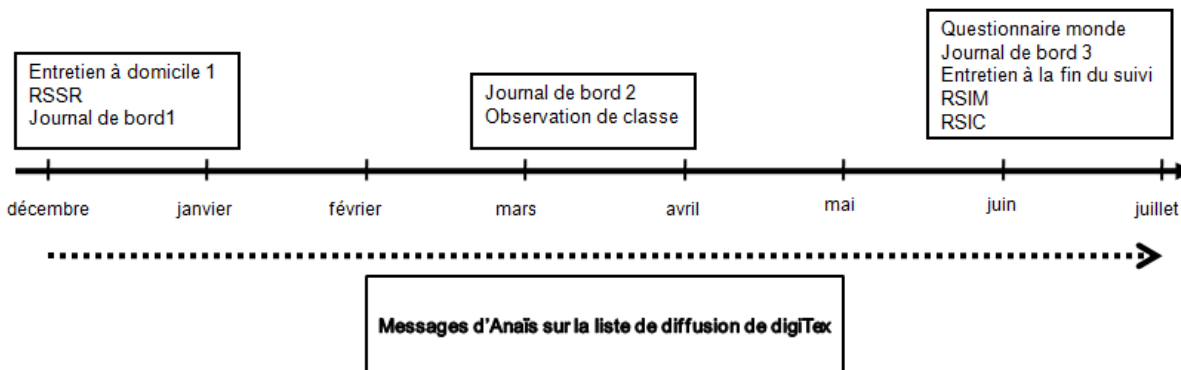 Entretien à domicile 1
RSSR
Journal de bord1
Journal de bord 2
Observation de classe
Questionnaire monde
Journal de bord 3
Entretien à la fin du suivi
RSIM
RSIC
décembre janvier février mars avril mai juin juillet
Messages d'Anaïs sur la liste de diffusion de digiTex